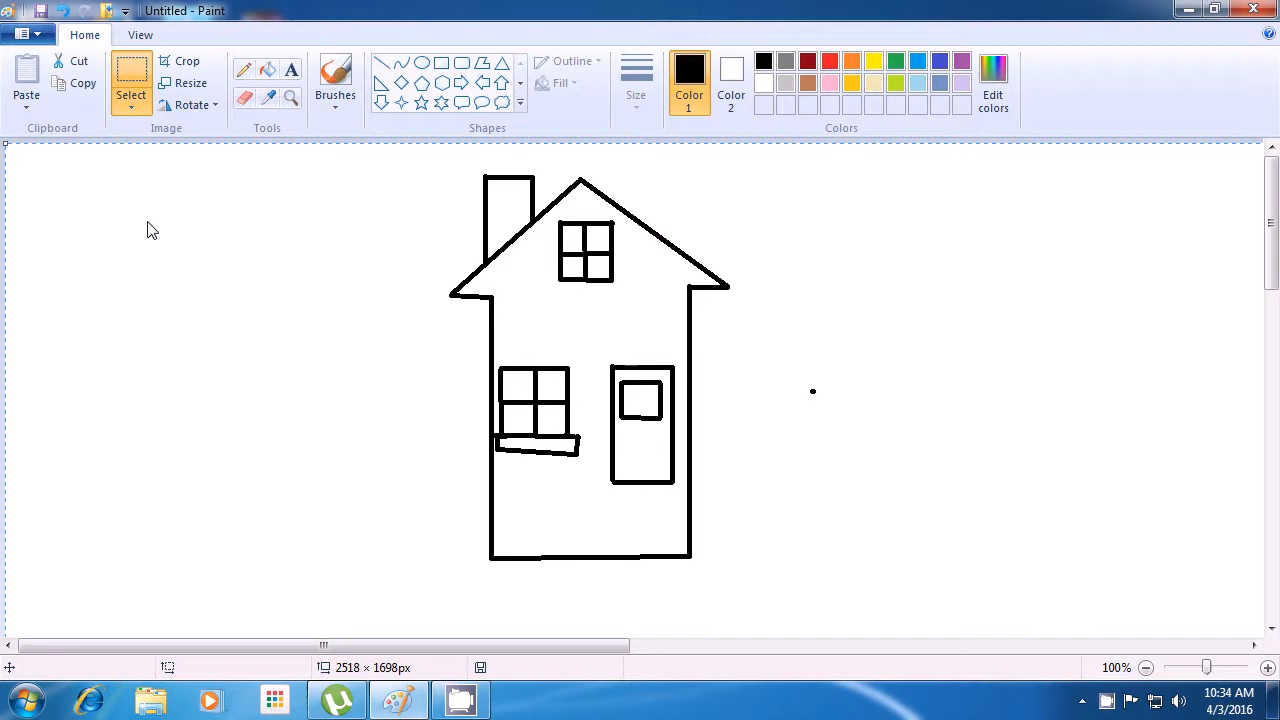 Untitled - Paint
Home View
Paste
Clipboard
Select
Crop
Resize
Rotate
Image
A
Tools
Brushes
Outline
Fill
Shapes
Size
Color 1
Color 2
Edit colors
Colors
2518 × 1698px
100%
10:34 AM
4/3/2016
Cut
Copy